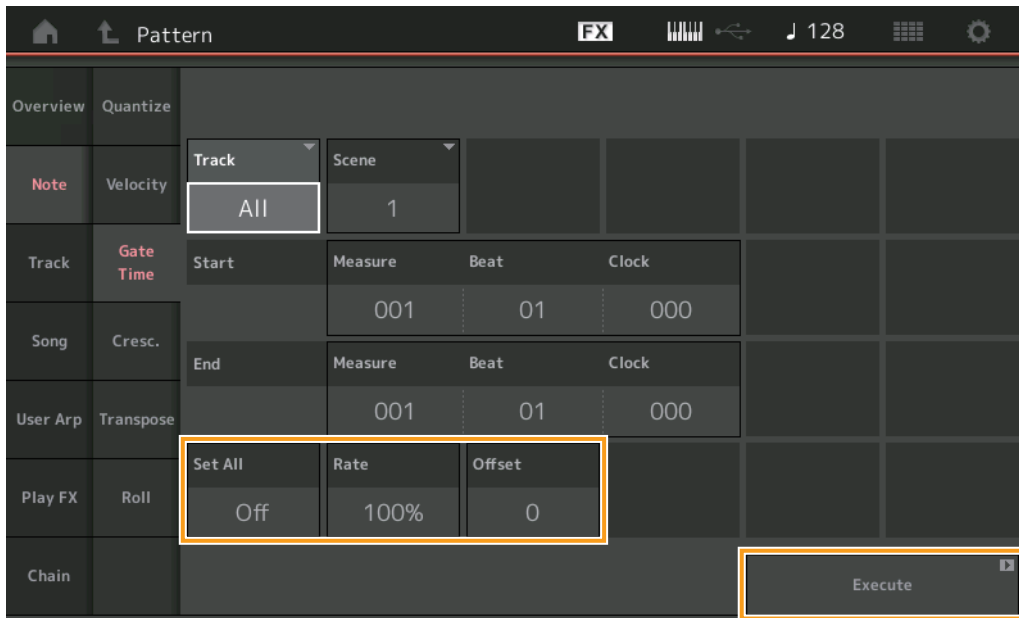 Pattern
FX
♩ 128
Overview
Quantize
Track
Scene
Note
Velocity
All
1
Track
Gate
Time
Start
Measure
Beat
Clock
001
01
000
Song
Cresc.
End
Measure
Beat
Clock
User Arp
Transpose
001
01
000
Set All
Rate
Offset
Play FX
Roll
Off
100%
0
Chain
Execute